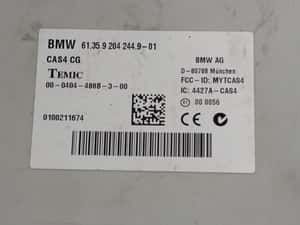 BMW 61.35 9 204 244.9-01
CAS4 CG
TEMIC
00-0404-4868-3-00
0100211674
BMW AG
D-80788 München
FCC-ID: MYTCAS4
IC: 4427A-CAS4
00 0056